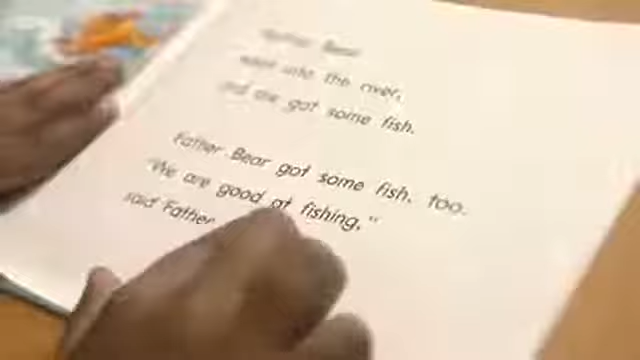 Bear
went into the river,
and she got some fish.
Father Bear got some fish, too.
"We are good at fishing,"
said Father